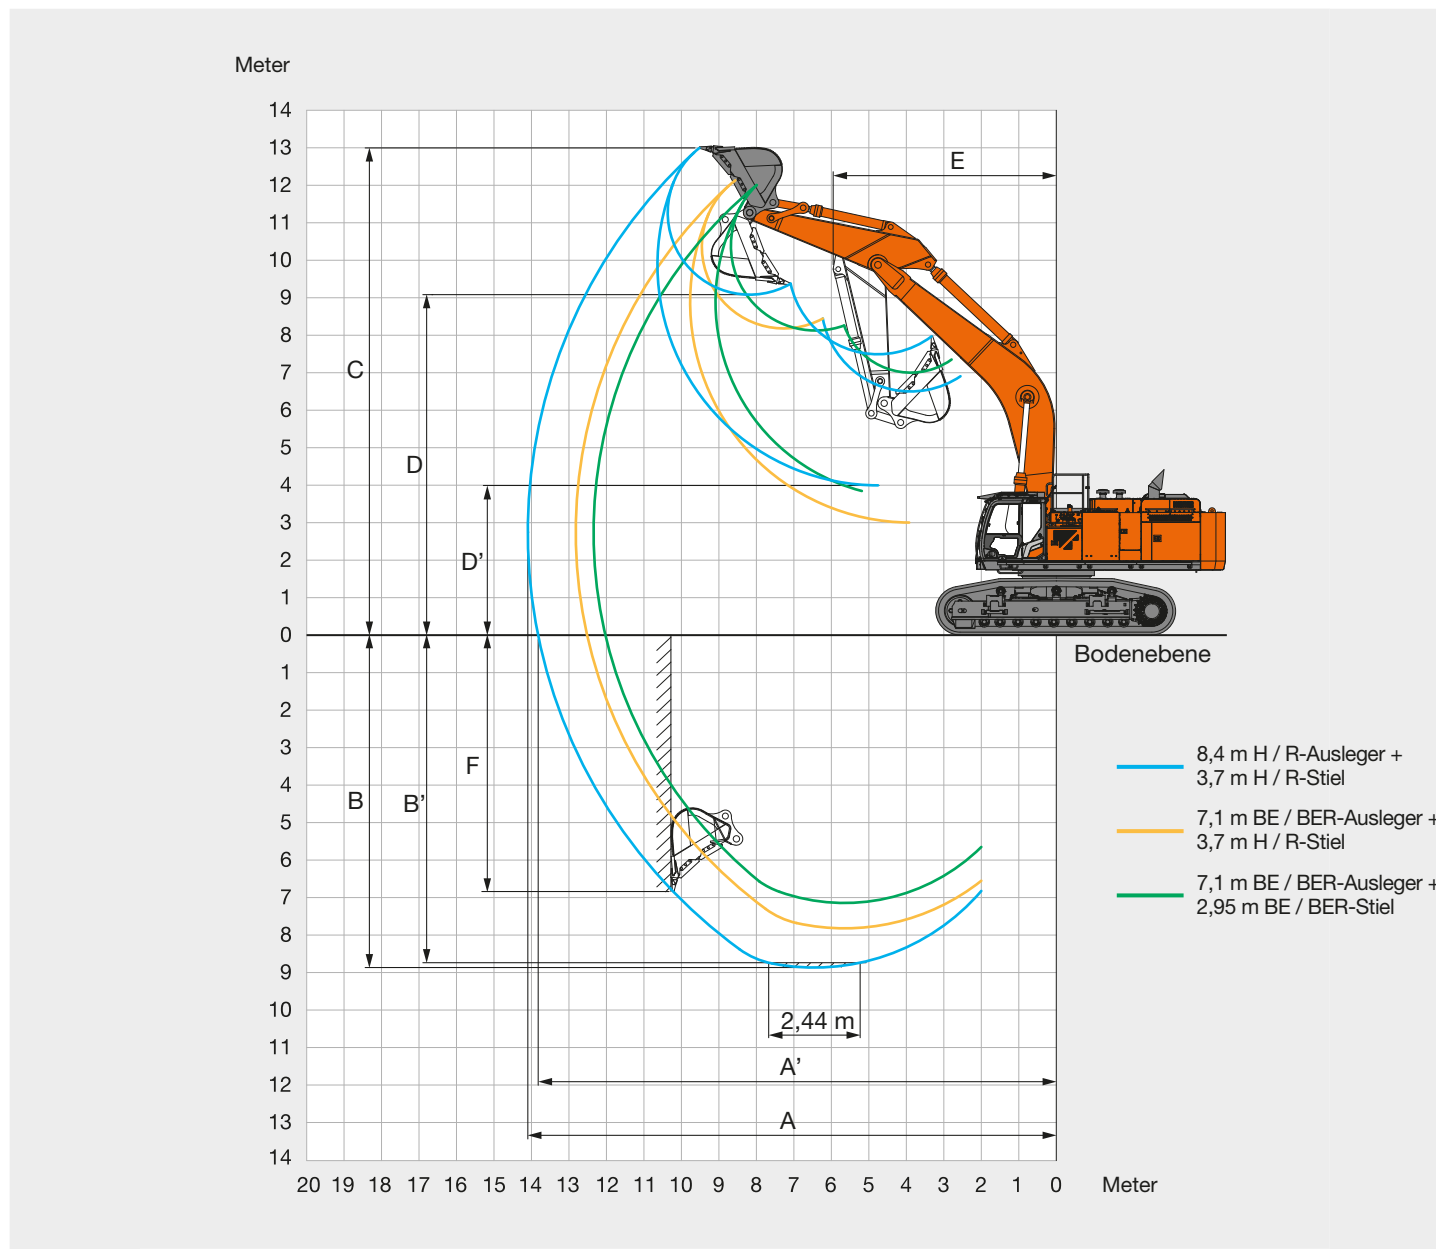 Meter
14
13
12
11
10
9
8
7
6
5
4
3
2
1
0
1
2
3
4
5
6
7
8
9
10
11
12
13
14
E
C
D
D’
F
B
B’
2,44 m
A’
A
Bodenebene
8,4 m H / R-Ausleger +
3,7 m H / R-Stiel
7,1 m BE / BER-Ausleger +
3,7 m H / R-Stiel
7,1 m BE / BER-Ausleger +
2,95 m BE / BER-Stiel
20 19 18 17 16 15 14 13 12 11 10 9 8 7 6 5 4 3 2 1 0 Meter